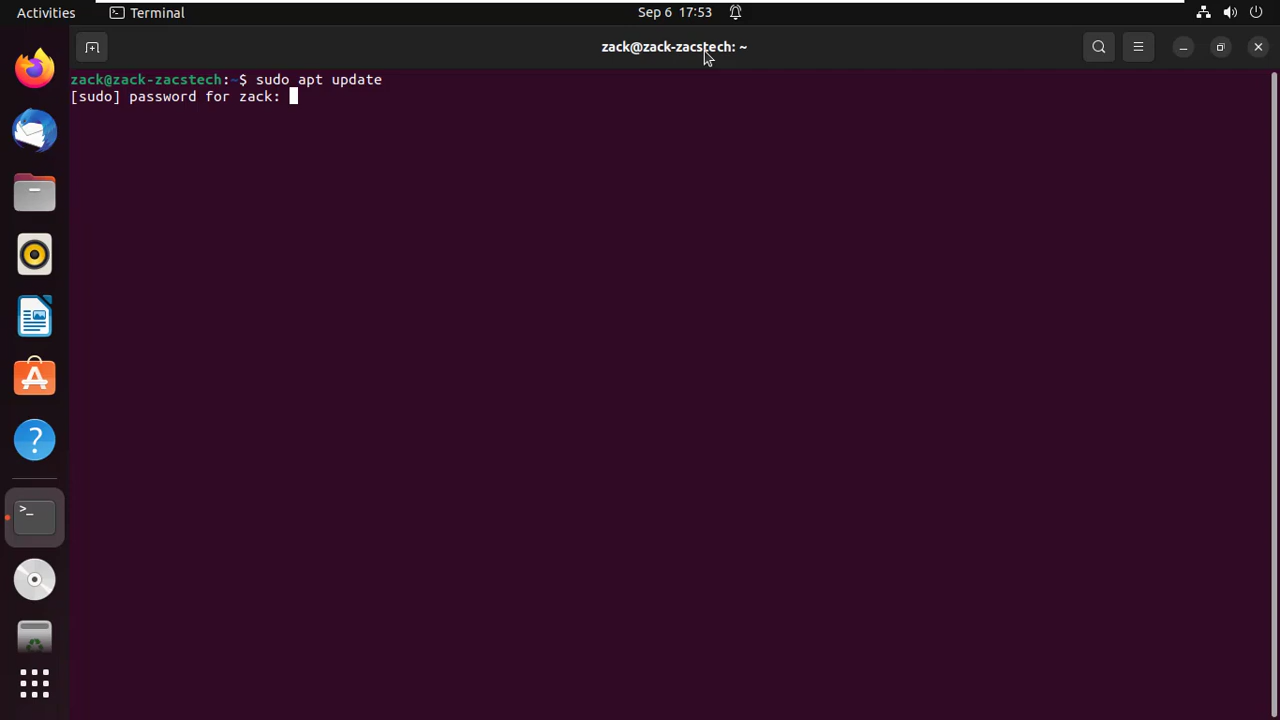 Activities
Terminal
Sep 6 17:53
zack@zack-zacstech: ~
zack@zack-zacstech:~$ sudo apt update
[sudo] password for zack: